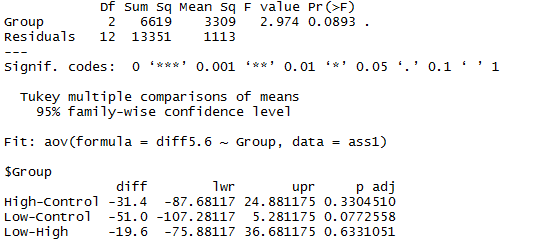 Df Sum Sq Mean Sq F value Pr(>F)
Group 2 6619 3309 2.974 0.0893 .
Residuals 12 13351 1113
---
Signif. codes: 0 ‘***’ 0.001 ‘**’ 0.01 ‘*’ 0.05 ‘.’ 0.1 ‘ ’ 1
Tukey multiple comparisons of means
95% family-wise confidence level
Fit: aov(formula = diff5.6 ~ Group, data = ass1)
$Group
diff lwr upr p adj
High-Control -31.4 -87.68117 24.881175 0.3304510
Low-Control -51.0 -107.28117 5.281175 0.0772558
Low-High -19.6 -75.88117 36.681175 0.6331051